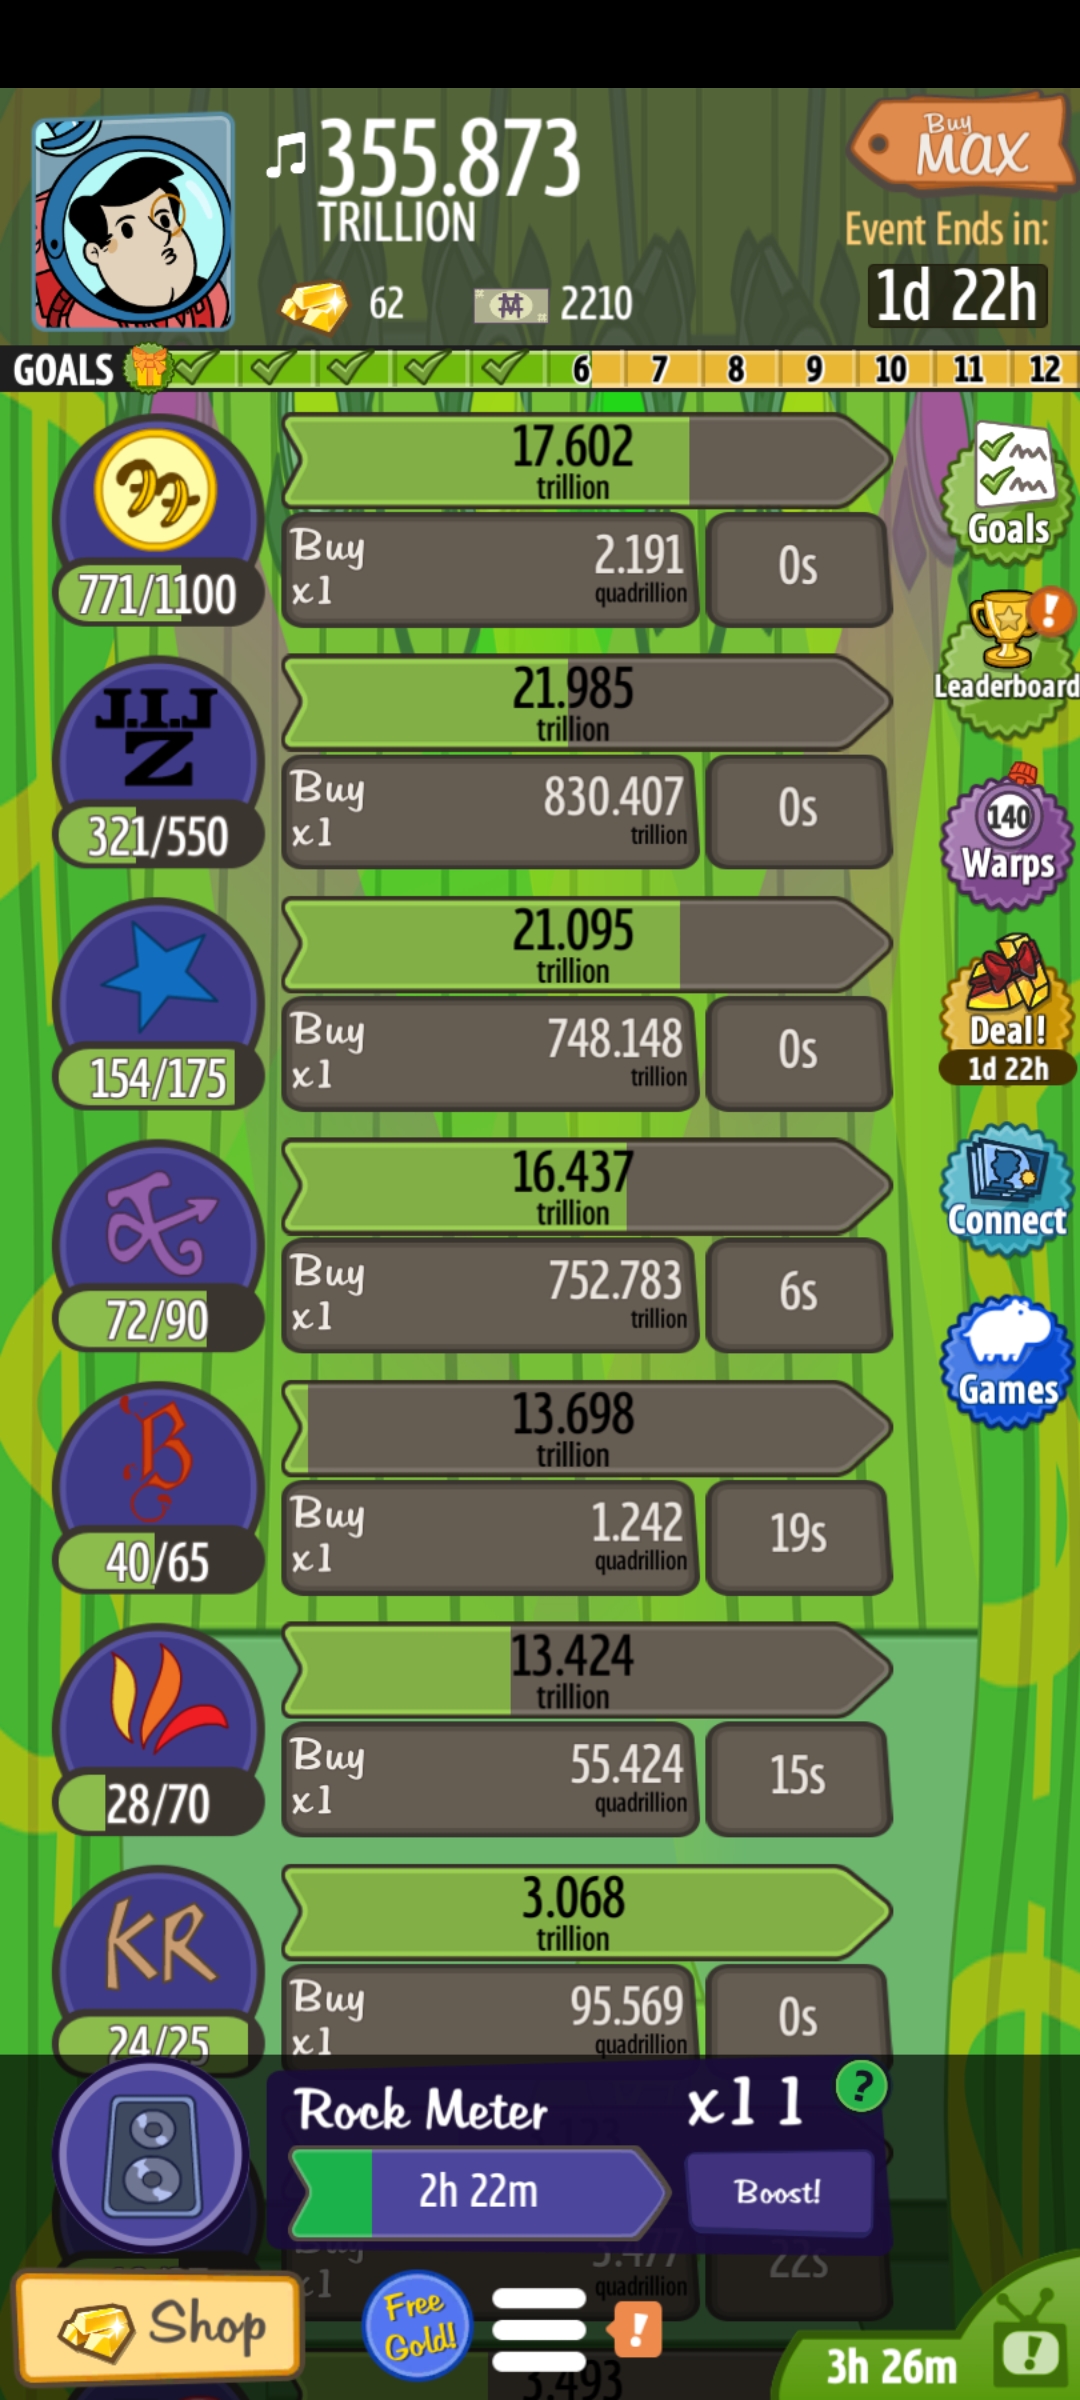 355.873
TRILLION
Buy
MAX
Event Ends in:
1d 22h
62
2210
GOALS
6 7 8 9 10 11 12
17.602
trillion
771/1100
Buy
x1
2.191
quadrillion
0s
Goals
J.I.J
Z
21.985
trillion
321/550
Buy
x1
830.407
trillion
0s
Leaderboard
140
Warps
21.095
trillion
154/175
Buy
x1
748.148
trillion
0s
Deal!
1d 22h
16.437
trillion
72/90
Buy
x1
752.783
trillion
6s
Connect
Games
B
13.698
trillion
40/65
Buy
x1
1.242
quadrillion
19s
13.424
trillion
28/70
Buy
x1
55.424
quadrillion
15s
KR
3.068
trillion
24/25
Buy
x1
95.569
quadrillion
0s
Rock Meter
x11
?
2h 22m
Boost!
Buy
x1
5.477
quadrillion
22s
Shop
Free
Gold!
!
3.493
3h 26m
!